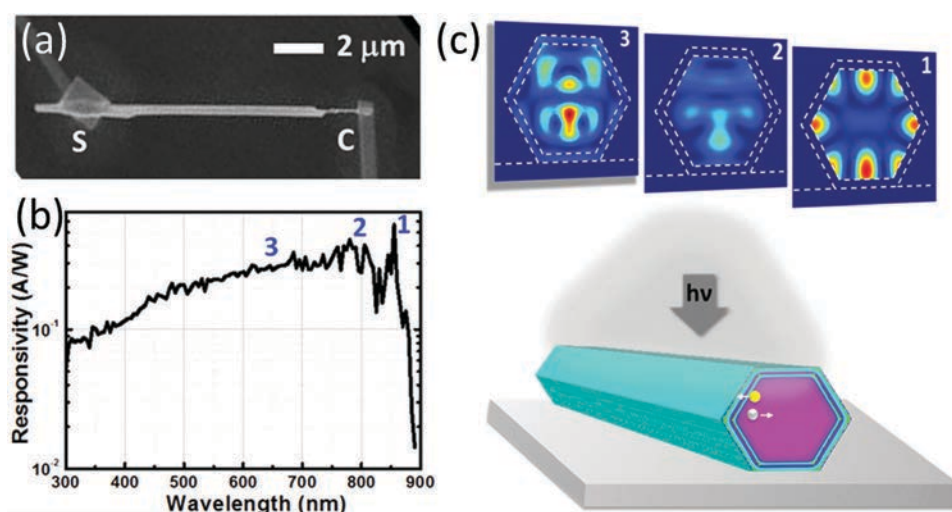 (a)
2 μm
S
C
(b)
Responsivity (A/W)
10⁻¹
10⁻²
3
2
1
300 400 500 600 700 800 900
Wavelength (nm)
(c)
3
2
1
hν